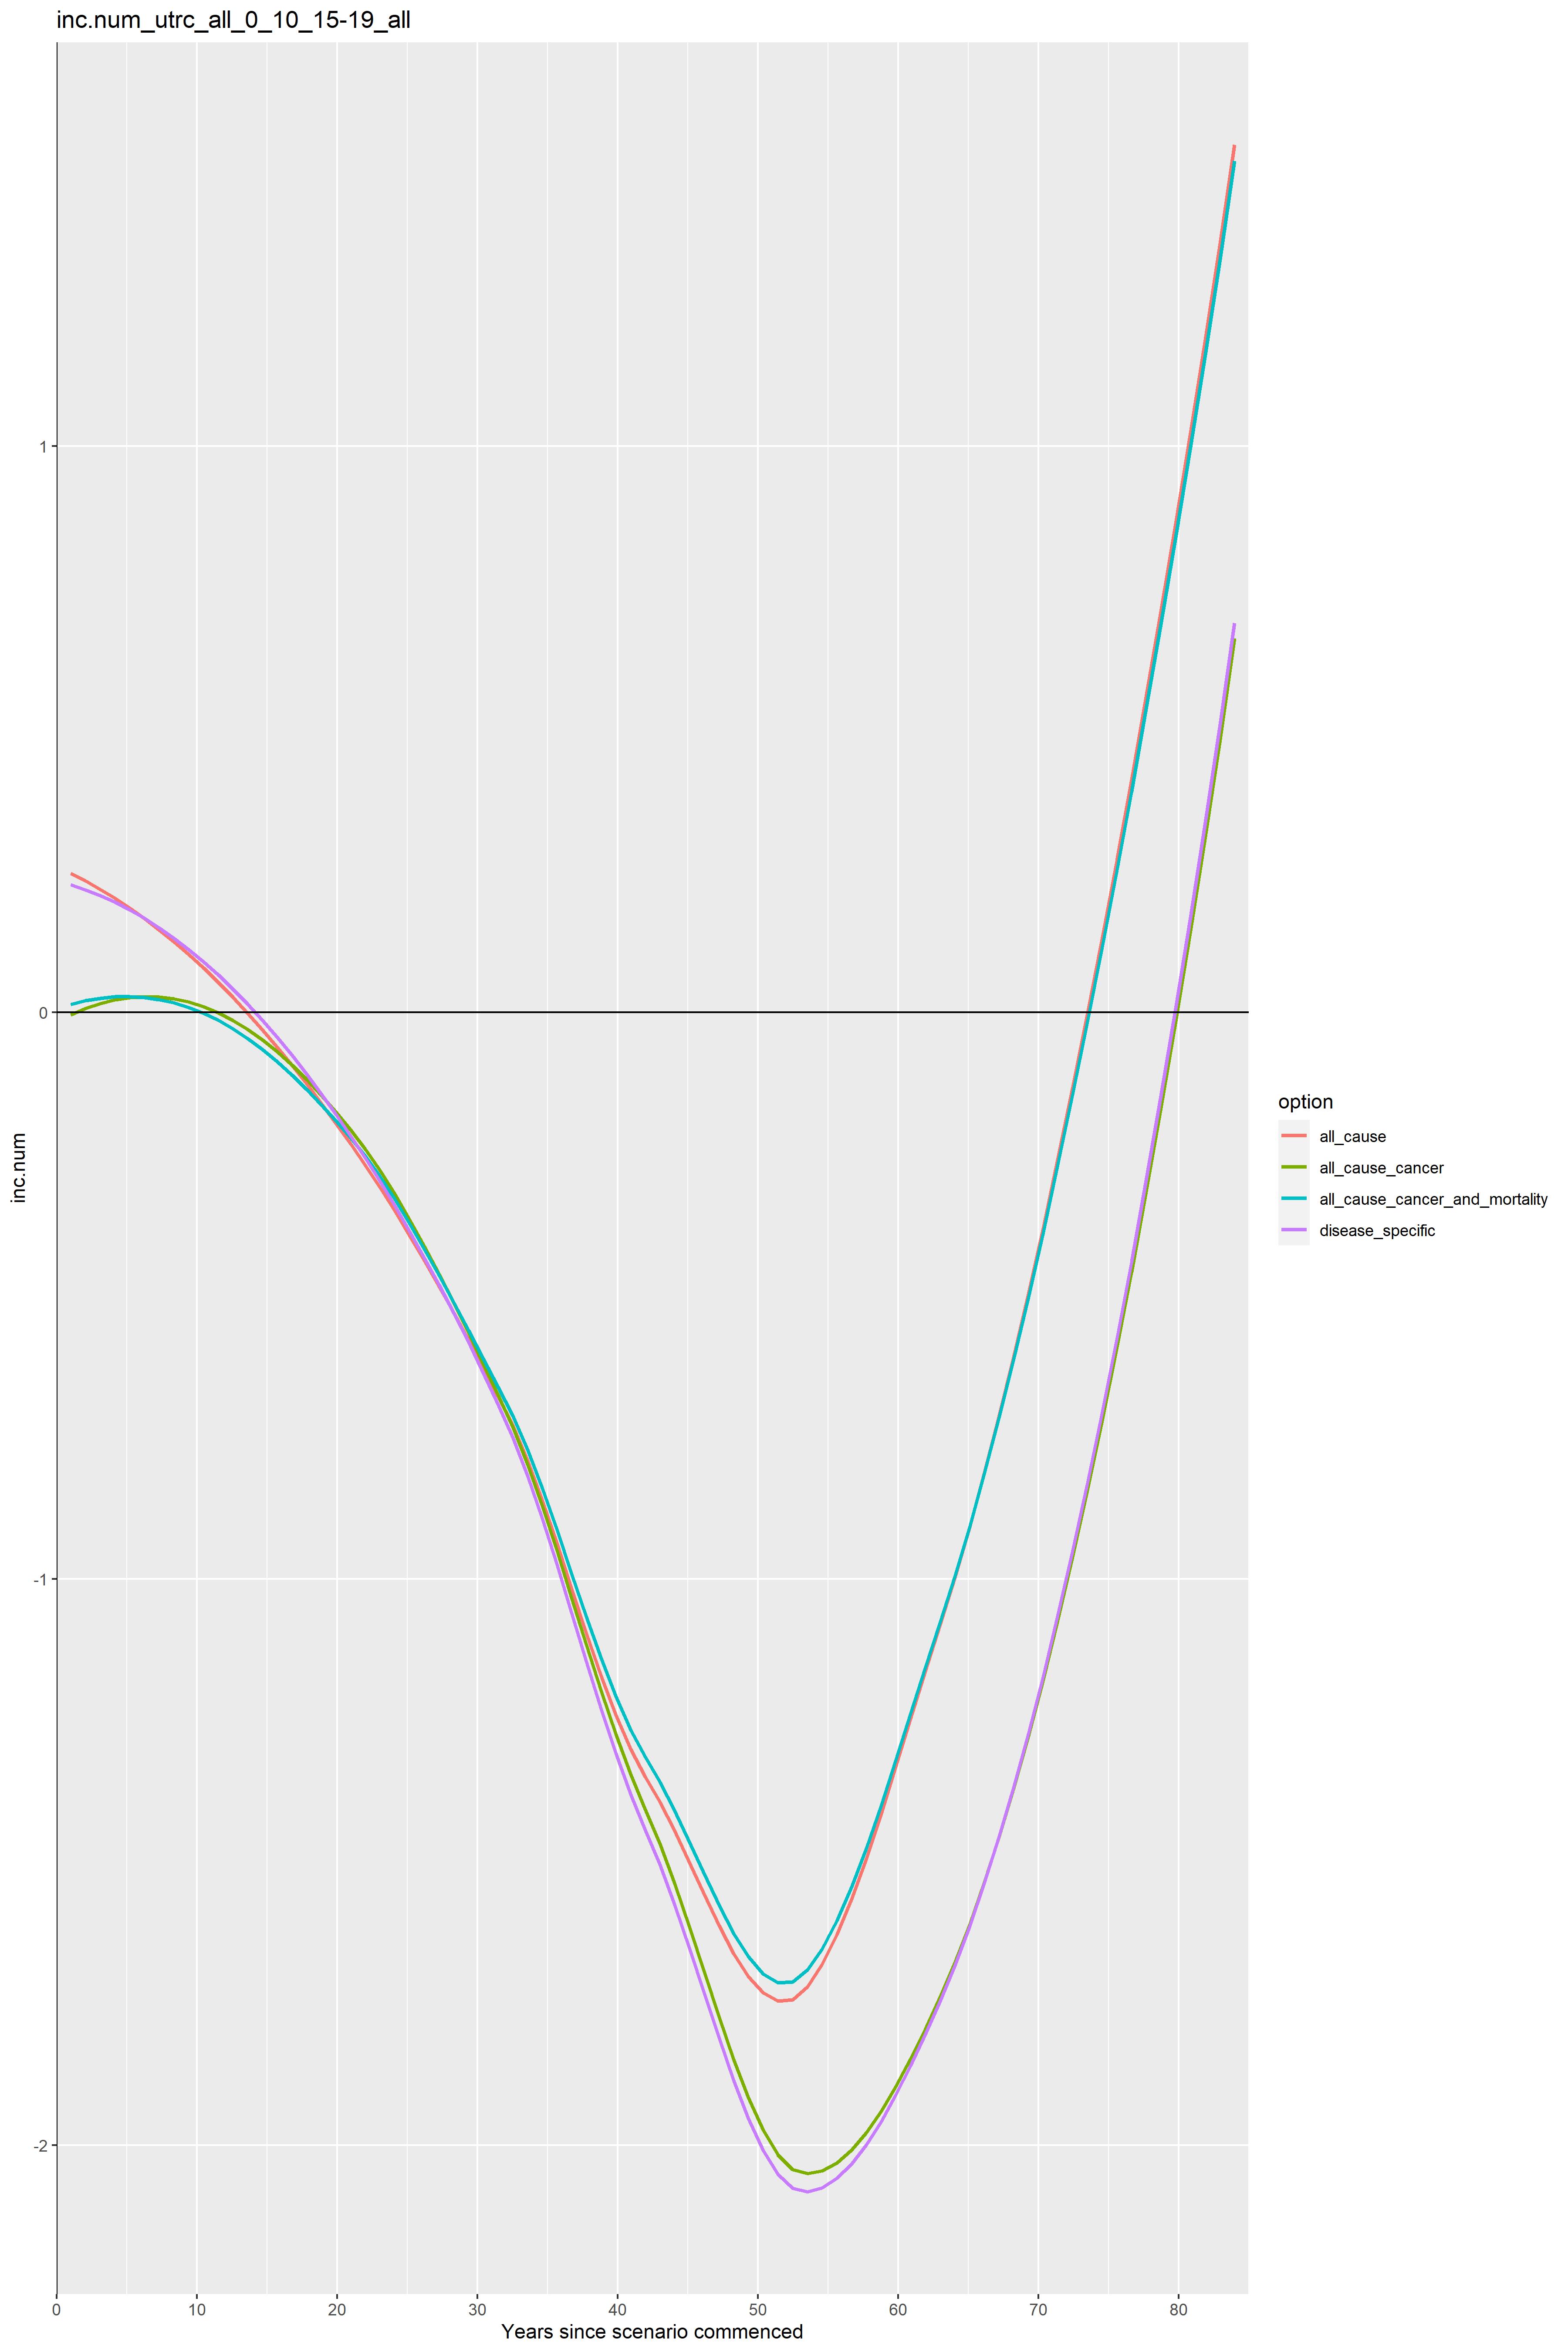 inc.num_utrc_all_0_10_15-19_all
inc.num
1
0
-1
-2
0 10 20 30 40 50 60 70 80
Years since scenario commenced
option
all_cause
all_cause_cancer
all_cause_cancer_and_mortality
disease_specific